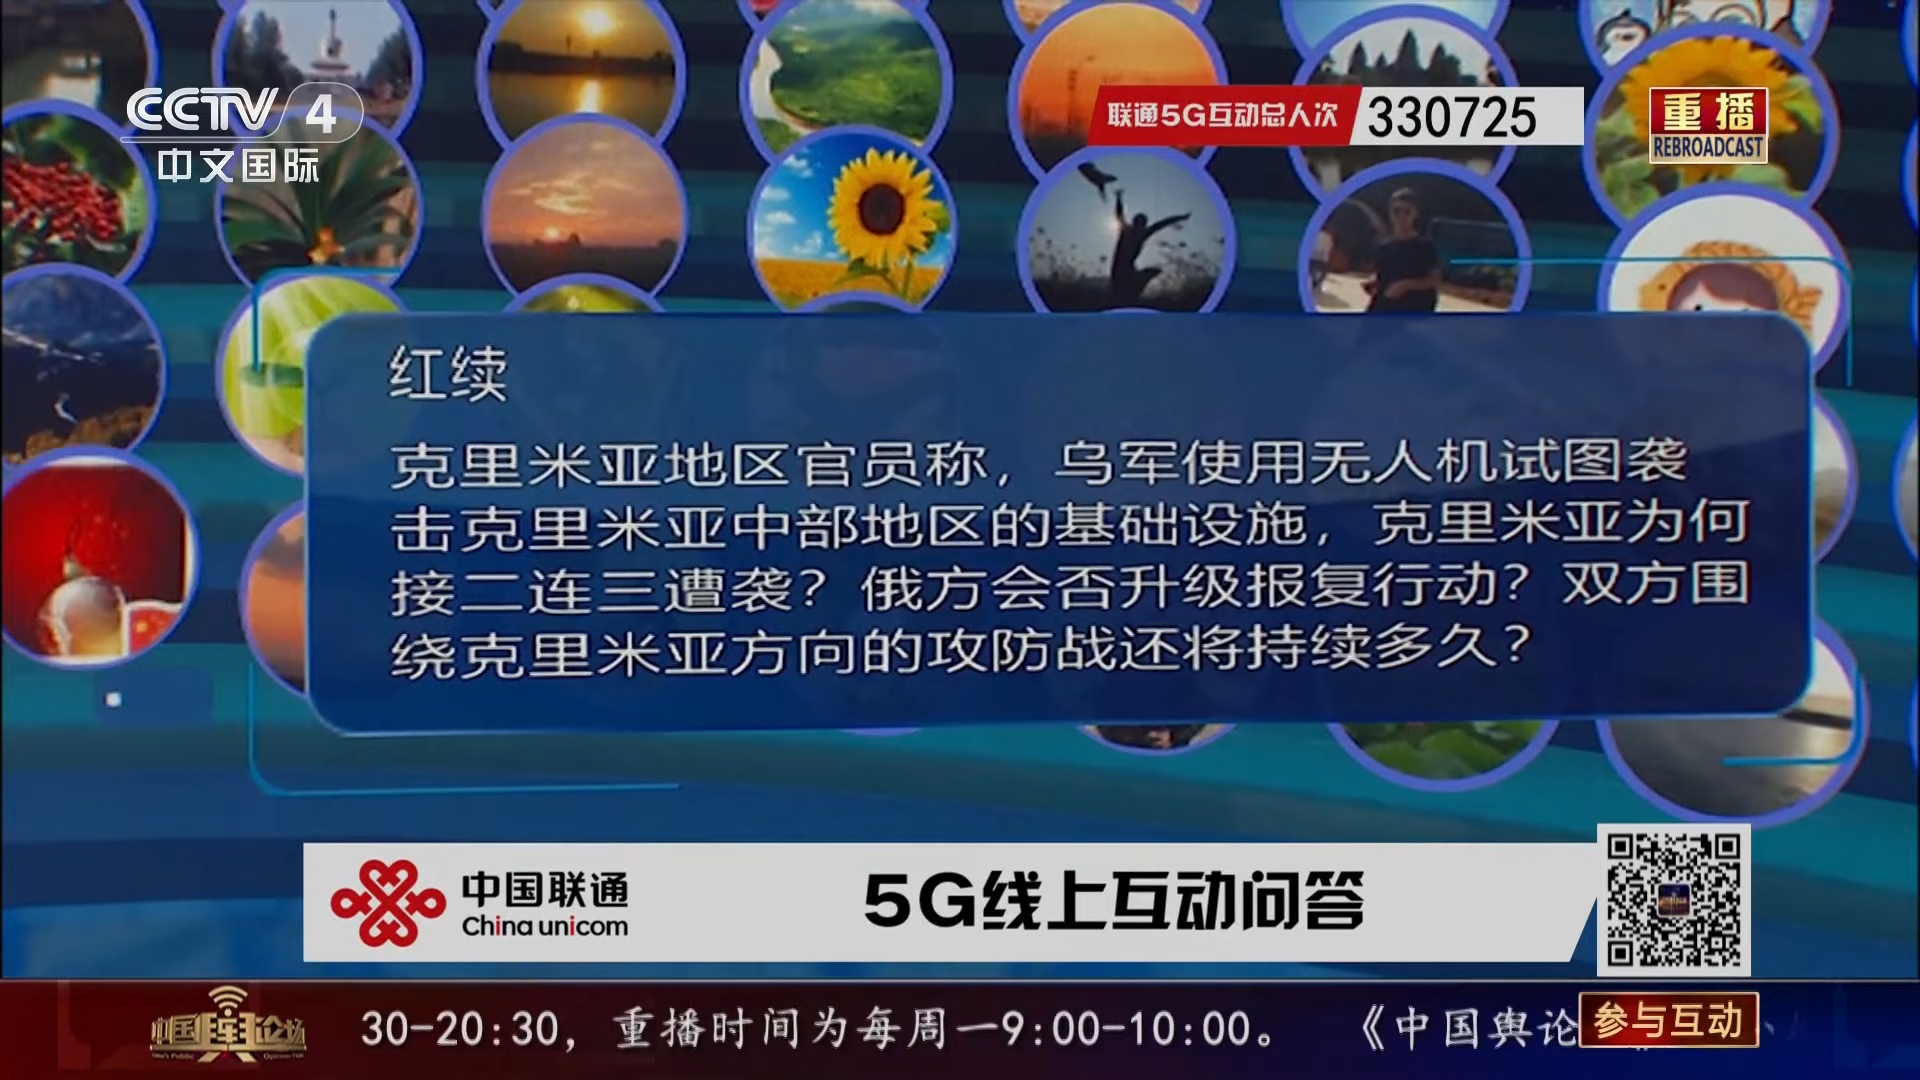 CCTV 4
中文国际
联通5G互动总人次 330725
重播
REBROADCAST
红续
克里米亚地区官员称，乌军使用无人机试图袭
击克里米亚中部地区的基础设施，克里米亚为何
接二连三遭袭？俄方会否升级报复行动？双方围
绕克里米亚方向的攻防战还将持续多久？
中国联通
China unicom
5G线上互动问答
中国舆论场
30-20:30，重播时间为每周一9:00-10:00。 《中国舆论
参与互动